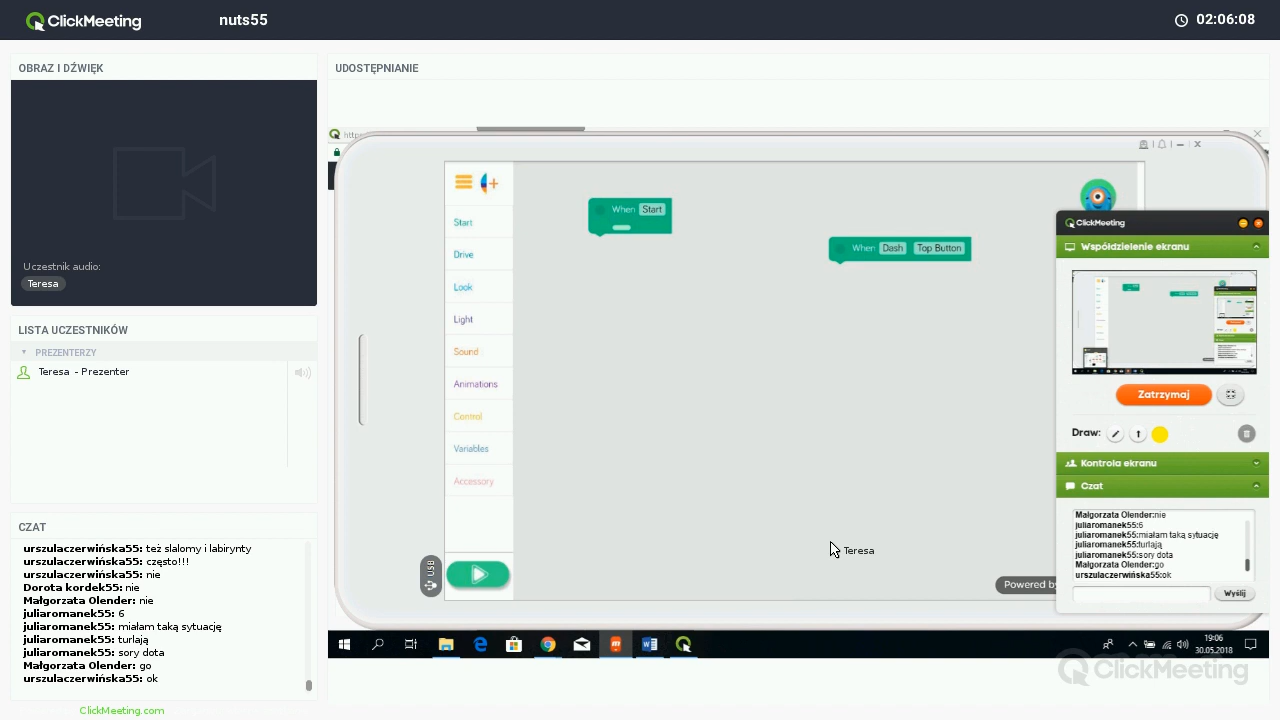 ClickMeeting
nuts55
02:06:08
OBRAZ I DŹWIĘK
Uczestnik audio:
Teresa
LISTA UCZESTNIKÓW
PREZENTERZY
Teresa - Prezenter
CZAT
urszulaczerwińska55: też slalomy i labirynty
urszulaczerwińska55: często!!!
urszulaczerwińska55: nie
Dorota kordek55: nie
Małgorzata Olender: nie
juliaromanek55: 6
juliaromanek55: miałam taką sytuację
juliaromanek55: turlają
juliaromanek55: sory dota
Małgorzata Olender: go
urszulaczerwińska55: ok
ClickMeeting.com
UDOSTĘPNIANIE
Start
Drive
Look
Light
Sound
Animations
Control
Variables
Accessory
When Start
When Dash Top Button
USB
Teresa
Powered by
ClickMeeting
Współdzielenie ekranu
Zatrzymaj
Draw:
Kontrola ekranu
Czat
Małgorzata Olender:nie
juliaromanek55:6
juliaromanek55:miałam taką sytuację
juliaromanek55:turlają
juliaromanek55:sory dota
Małgorzata Olender:go
urszulaczerwińska55:ok
Wyślij
19:06
30.05.2018
ClickMeeting